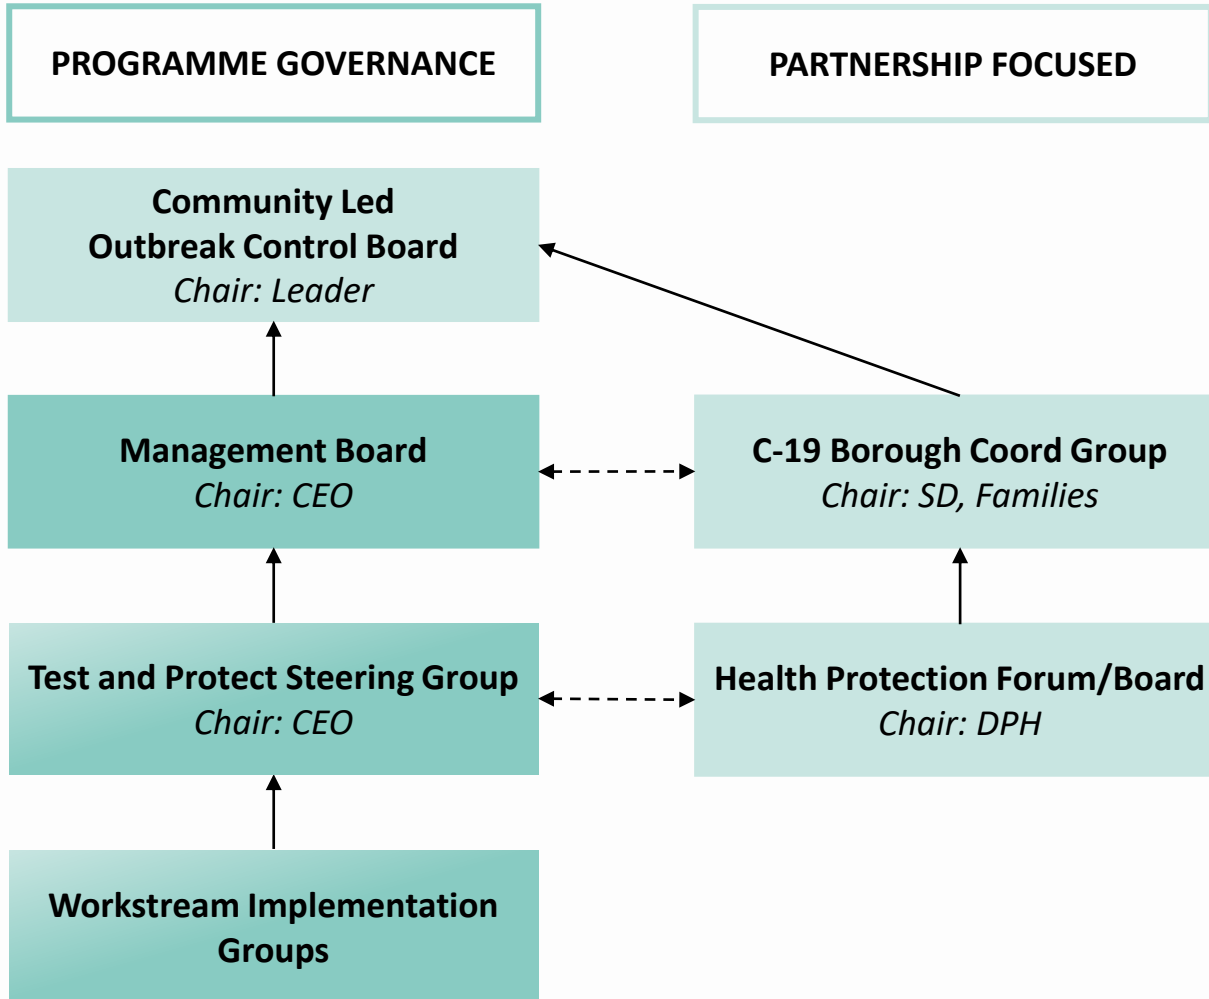 PROGRAMME GOVERNANCE
PARTNERSHIP FOCUSED
Community Led
Outbreak Control Board
Chair: Leader
Management Board
Chair: CEO
C-19 Borough Coord Group
Chair: SD, Families
Test and Protect Steering Group
Chair: CEO
Health Protection Forum/Board
Chair: DPH
Workstream Implementation
Groups